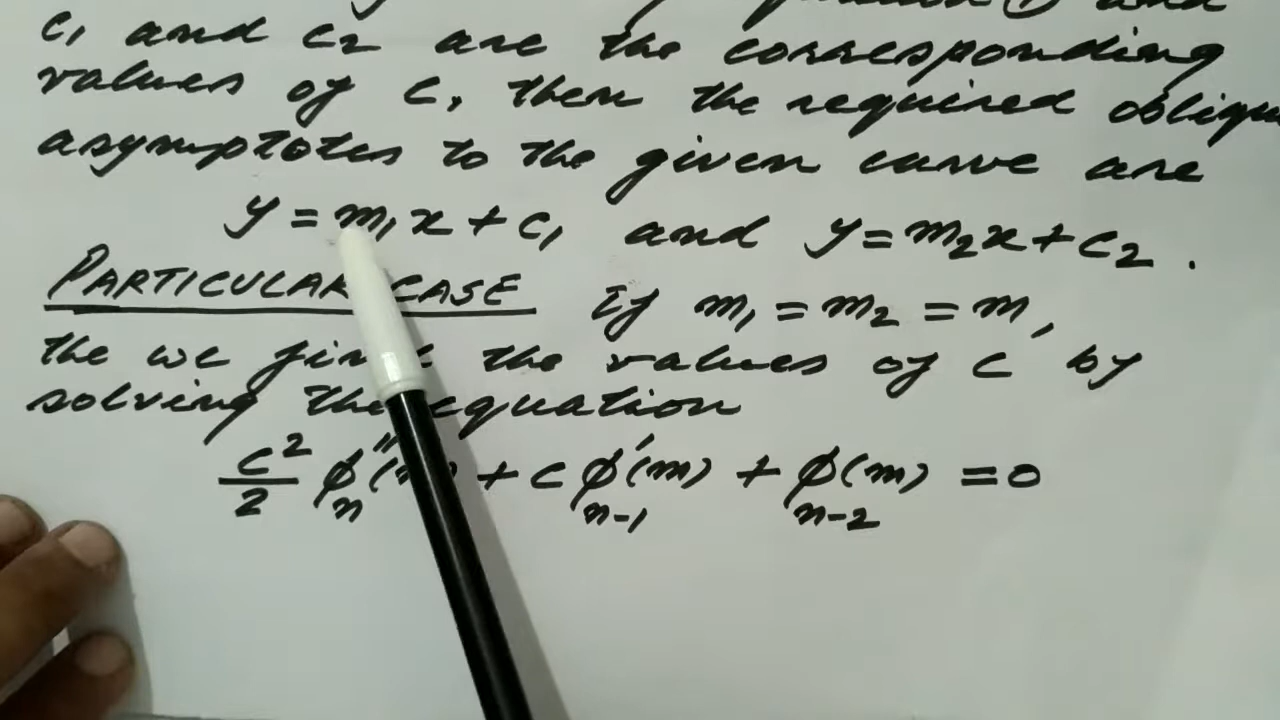 and
c₁ and c₂ are the corresponding
values of c, then the required
asymptotes to the given curve are
y = m₁x + c₁ and y = m₂x + c₂ .
PARTICULAR CASE If m₁ = m₂ = m,
the we find the values of c by
solving the equation
c²/2 ϕ''ₙ(m) + c ϕ'ₙ₋₁(m) + ϕₙ₋₂(m) = 0